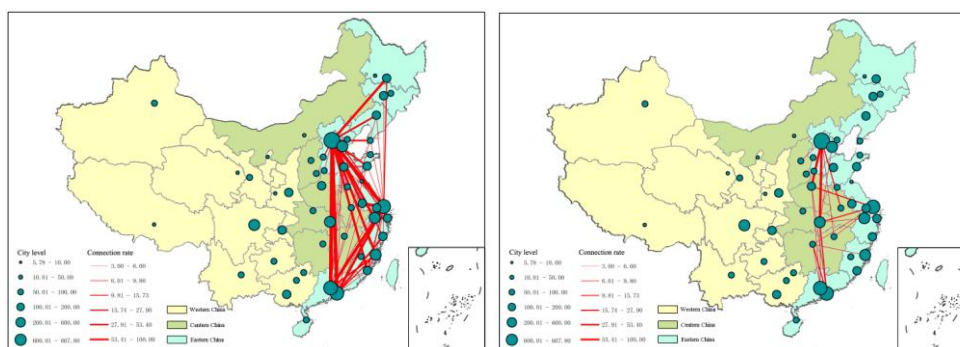 City level
5.78 - 10.00
10.01 - 50.00
50.01 - 100.00
100.01 - 200.00
200.01 - 600.00
600.01 - 667.80
Connection rate
3.00 - 6.00
6.01 - 9.80
9.81 - 15.73
15.74 - 27.90
27.91 - 53.40
53.41 - 100.00
Western China
Centern China
Eastern China
City level
5.78 - 10.00
10.01 - 50.00
50.01 - 100.00
100.01 - 200.00
200.01 - 600.00
600.01 - 667.80
Connection rate
3.00 - 6.00
6.01 - 9.80
9.81 - 15.73
15.74 - 27.90
27.91 - 53.40
53.41 - 100.00
Western China
Centern China
Eastern China